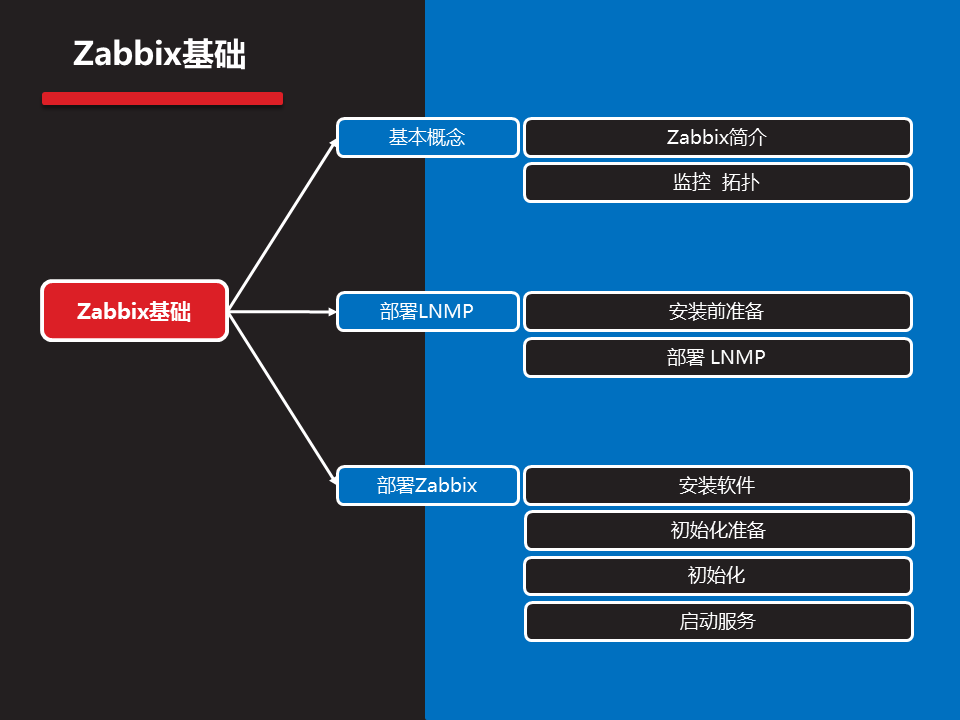 Zabbix基础
Zabbix基础
基本概念
Zabbix简介
监控 拓扑
部署LNMP
安装前准备
部署 LNMP
部署Zabbix
安装软件
初始化准备
初始化
启动服务